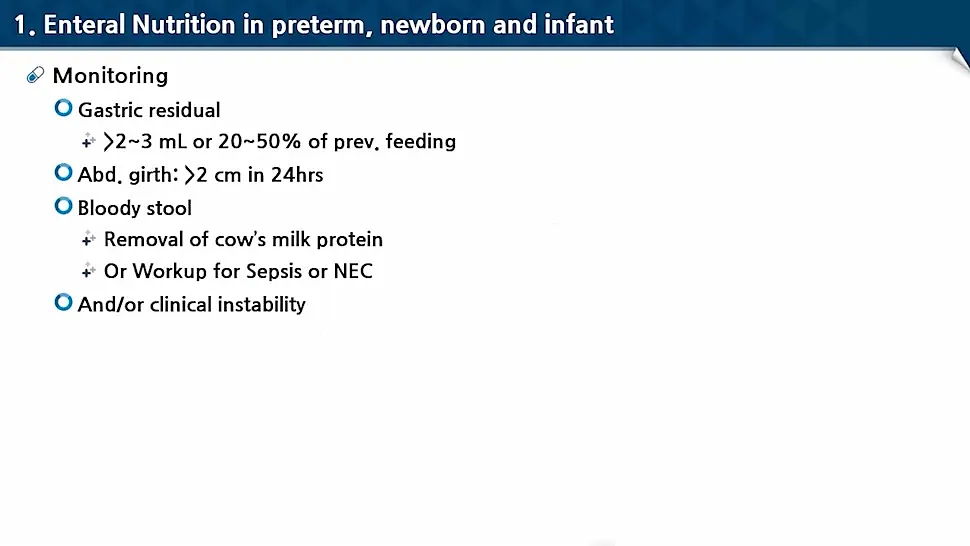 1. Enteral Nutrition in preterm, newborn and infant
Monitoring
Gastric residual
>2~3 mL or 20~50% of prev. feeding
Abd. girth: >2 cm in 24hrs
Bloody stool
Removal of cow's milk protein
Or Workup for Sepsis or NEC
And/or clinical instability